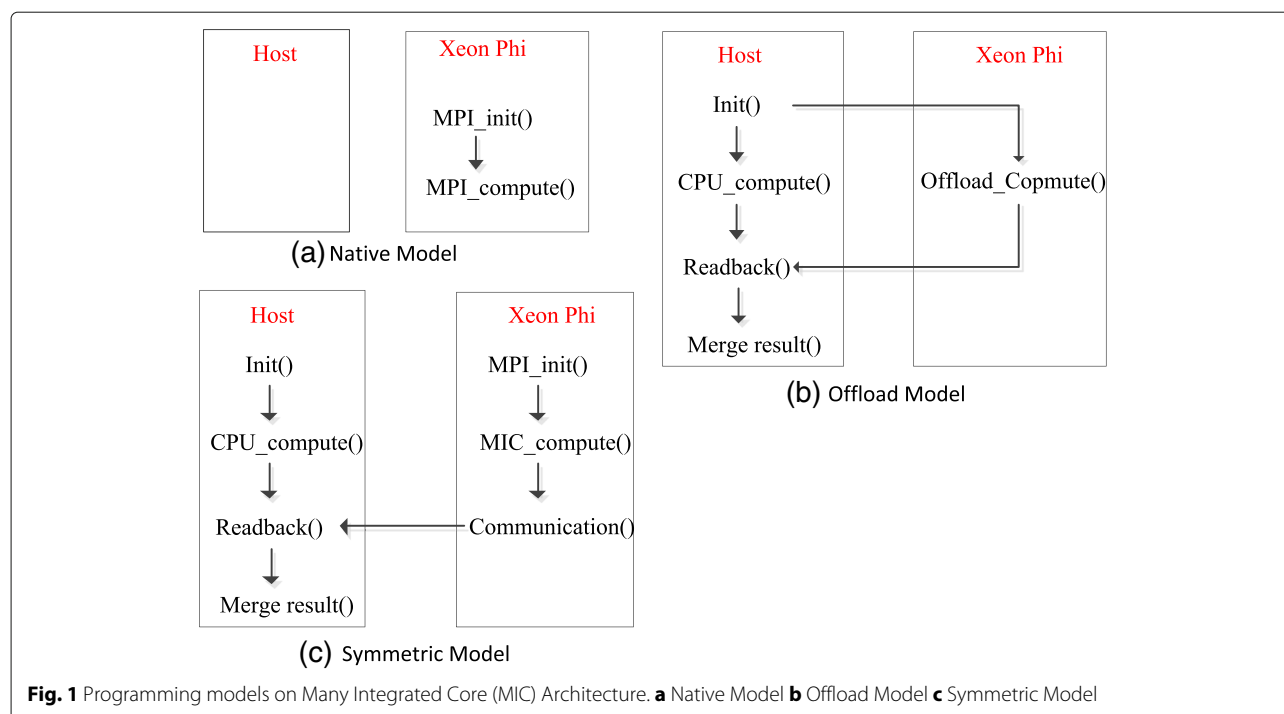 Host
Xeon Phi
MPI_init()
MPI_compute()
(a) Native Model
Host
Xeon Phi
Init()
CPU_compute()
Offload_Copmute()
Readback()
Merge result()
(b) Offload Model
Host
Xeon Phi
Init()
MPI_init()
CPU_compute()
MIC_compute()
Readback()
Communication()
Merge result()
(c) Symmetric Model
Fig. 1 Programming models on Many Integrated Core (MIC) Architecture. a Native Model b Offload Model c Symmetric Model